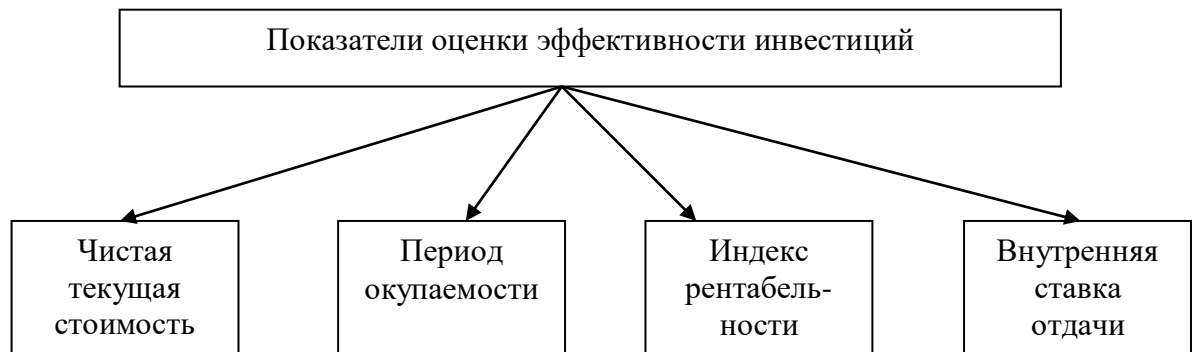 Показатели оценки эффективности инвестиций
Чистая
текущая
стоимость
Период
окупаемости
Индекс
рентабель-
ности
Внутренняя
ставка
отдачи